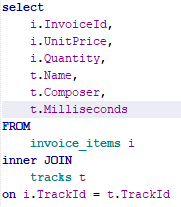 select
i.InvoiceId,
i.UnitPrice,
i.Quantity,
t.Name,
t.Composer,
t.Milliseconds
FROM
invoice_items i
inner JOIN
tracks t
on i.TrackId = t.TrackId